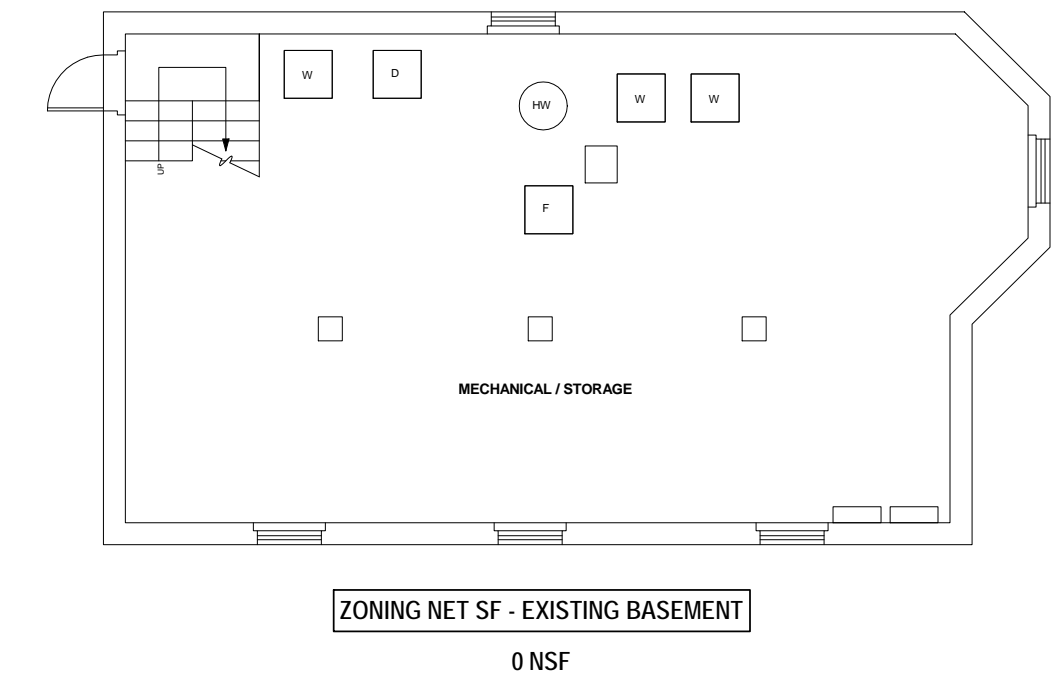 W
D
HW
W
W
UP
F
MECHANICAL / STORAGE
ZONING NET SF - EXISTING BASEMENT
0 NSF